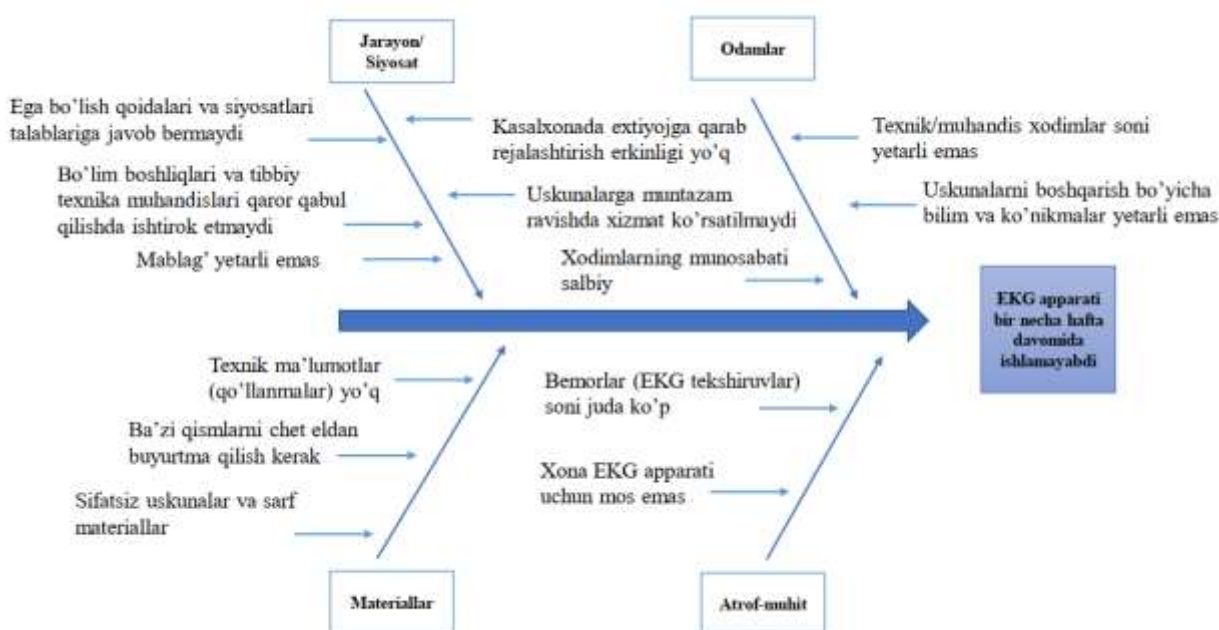 Jarayon/
Siyosat
Odamlar
Ega bo’lish qoidalari va siyosatlari
talablariga javob bermaydi
Bo’lim boshliqlari va tibbiy
texnika muhandislari qaror qabul
qilishda ishtirok etmaydi
Mablag’ yetarli emas
Kasalxonada extiyojga qarab
rejalashtirish erkinligi yo’q
Uskunalarga muntazam
ravishda xizmat ko’rsatilmaydi
Xodimlarning munosabati
salbiy
Texnik/muhandis xodimlar soni
yetarli emas
Uskunalarni boshqarish bo’yicha
bilim va ko’nikmalar yetarli emas
EKG apparati
bir necha hafta
davomida
ishlamayabdi
Texnik ma’lumotlar
(qo’llanmalar) yo’q
Ba’zi qismlarni chet eldan
buyurtma qilish kerak
Sifatsiz uskunalar va sarf
materiallar
Bemorlar (EKG tekshiruvlar)
soni juda ko’p
Xona EKG apparati
uchun mos emas
Materiallar
Atrof-muhit